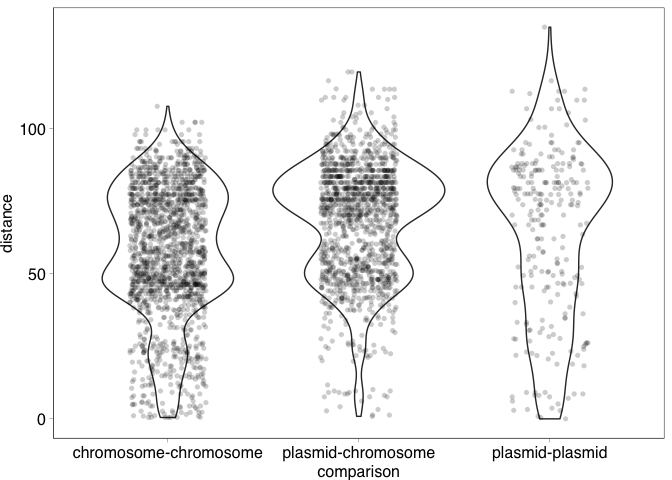 distance
100
50
0
chromosome-chromosome
plasmid-chromosome
plasmid-plasmid
comparison